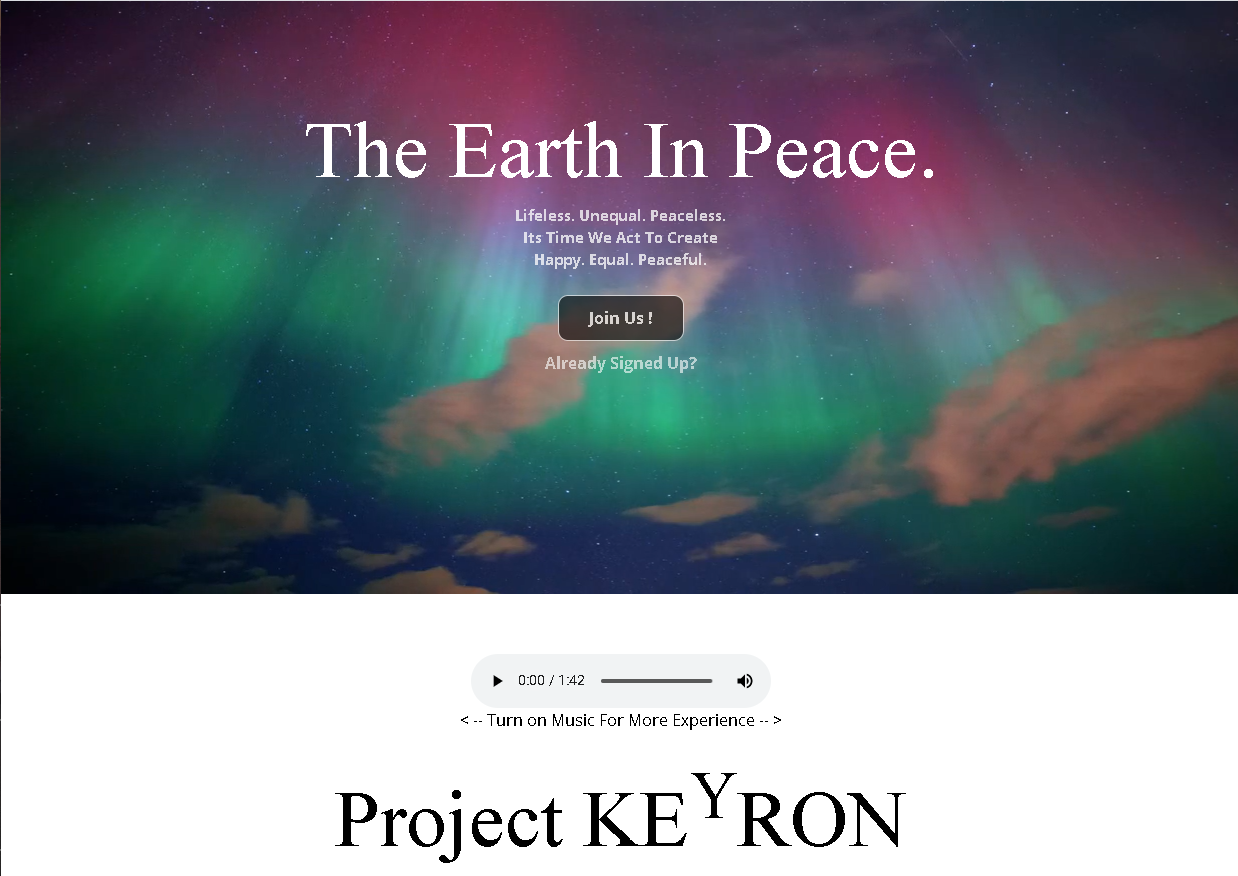 The Earth In Peace.
Lifeless. Unequal. Peaceless.
Its Time We Act To Create
Happy. Equal. Peaceful.
Join Us !
Already Signed Up?
0:00 / 1:42
< -- Turn on Music For More Experience -- >
Project KEYRON